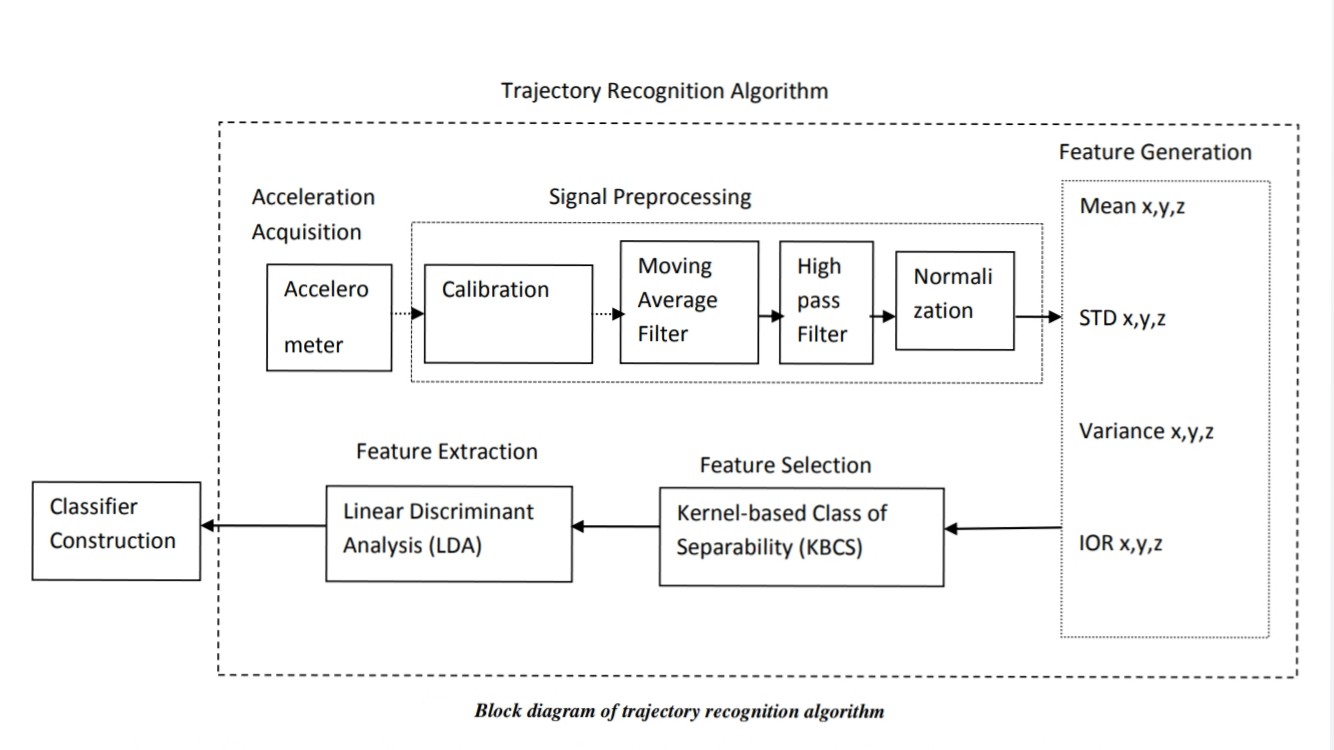 Trajectory Recognition Algorithm
Feature Generation
Acceleration
Acquisition
Signal Preprocessing
Accelero
meter
Calibration
Moving
Average
Filter
High
pass
Filter
Normali
zation
Mean x,y,z
STD x,y,z
Variance x,y,z
IOR x,y,z
Feature Selection
Kernel-based Class of
Separability (KBCS)
Feature Extraction
Linear Discriminant
Analysis (LDA)
Classifier
Construction
Block diagram of trajectory recognition algorithm